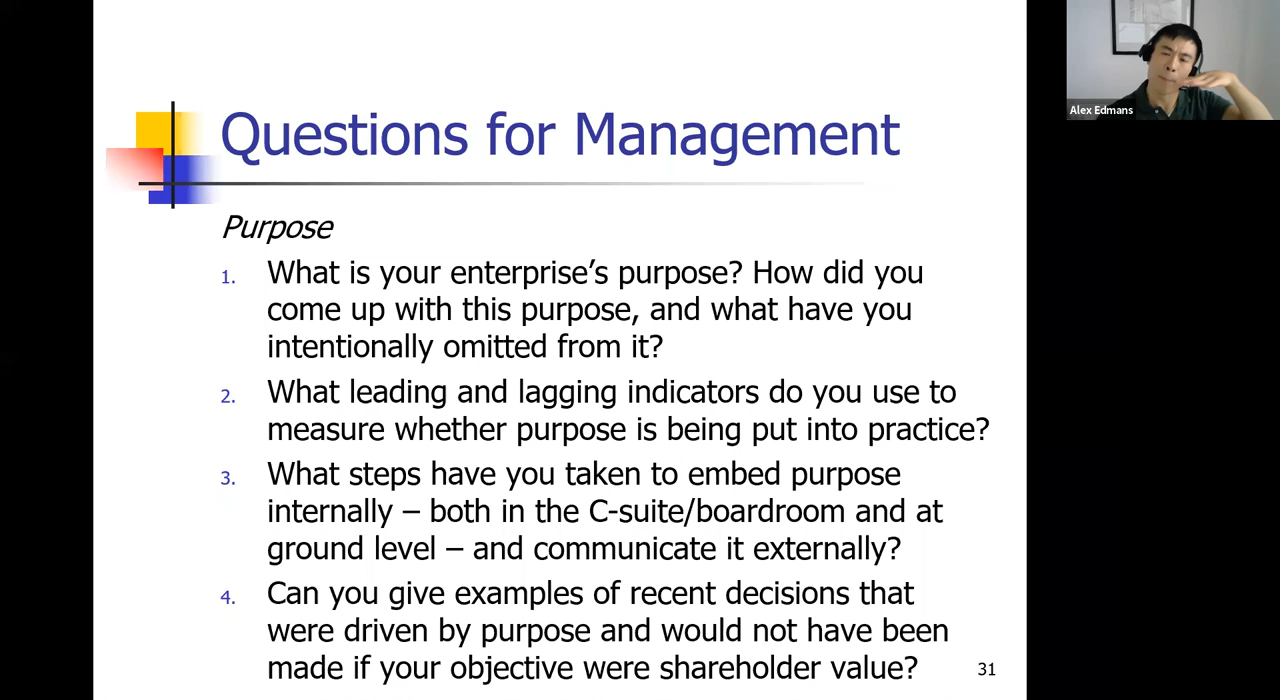 Questions for Management
Alex Edmans
Purpose
1. What is your enterprise’s purpose? How did you
come up with this purpose, and what have you
intentionally omitted from it?
2. What leading and lagging indicators do you use to
measure whether purpose is being put into practice?
3. What steps have you taken to embed purpose
internally – both in the C-suite/boardroom and at
ground level – and communicate it externally?
4. Can you give examples of recent decisions that
were driven by purpose and would not have been
made if your objective were shareholder value?
31